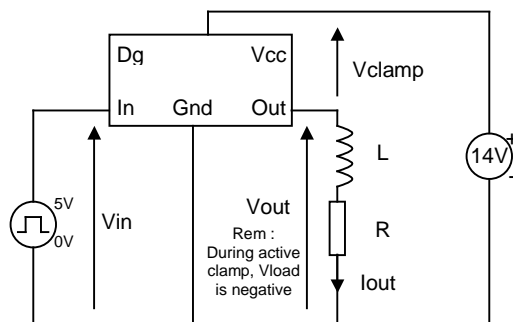 Dg
Vcc
Vclamp
In
Gnd
Out
+
14V
-
L
5V
0V
Vin
Vout
R
Rem :
During active
clamp, Vload
is negative
Iout